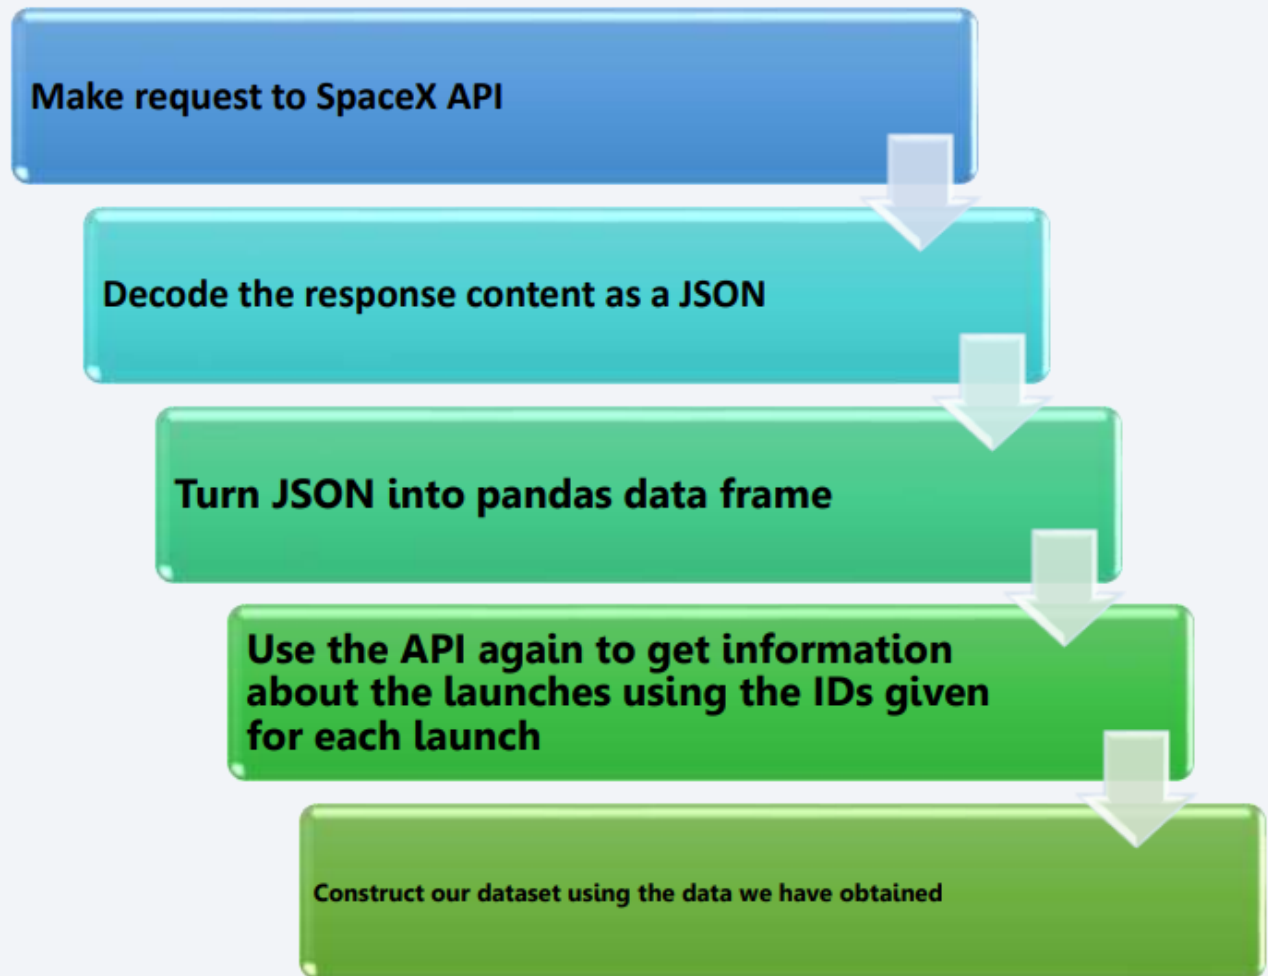 Make request to SpaceX API
Decode the response content as a JSON
Turn JSON into pandas data frame
Use the API again to get information
about the launches using the IDs given
for each launch
Construct our dataset using the data we have obtained